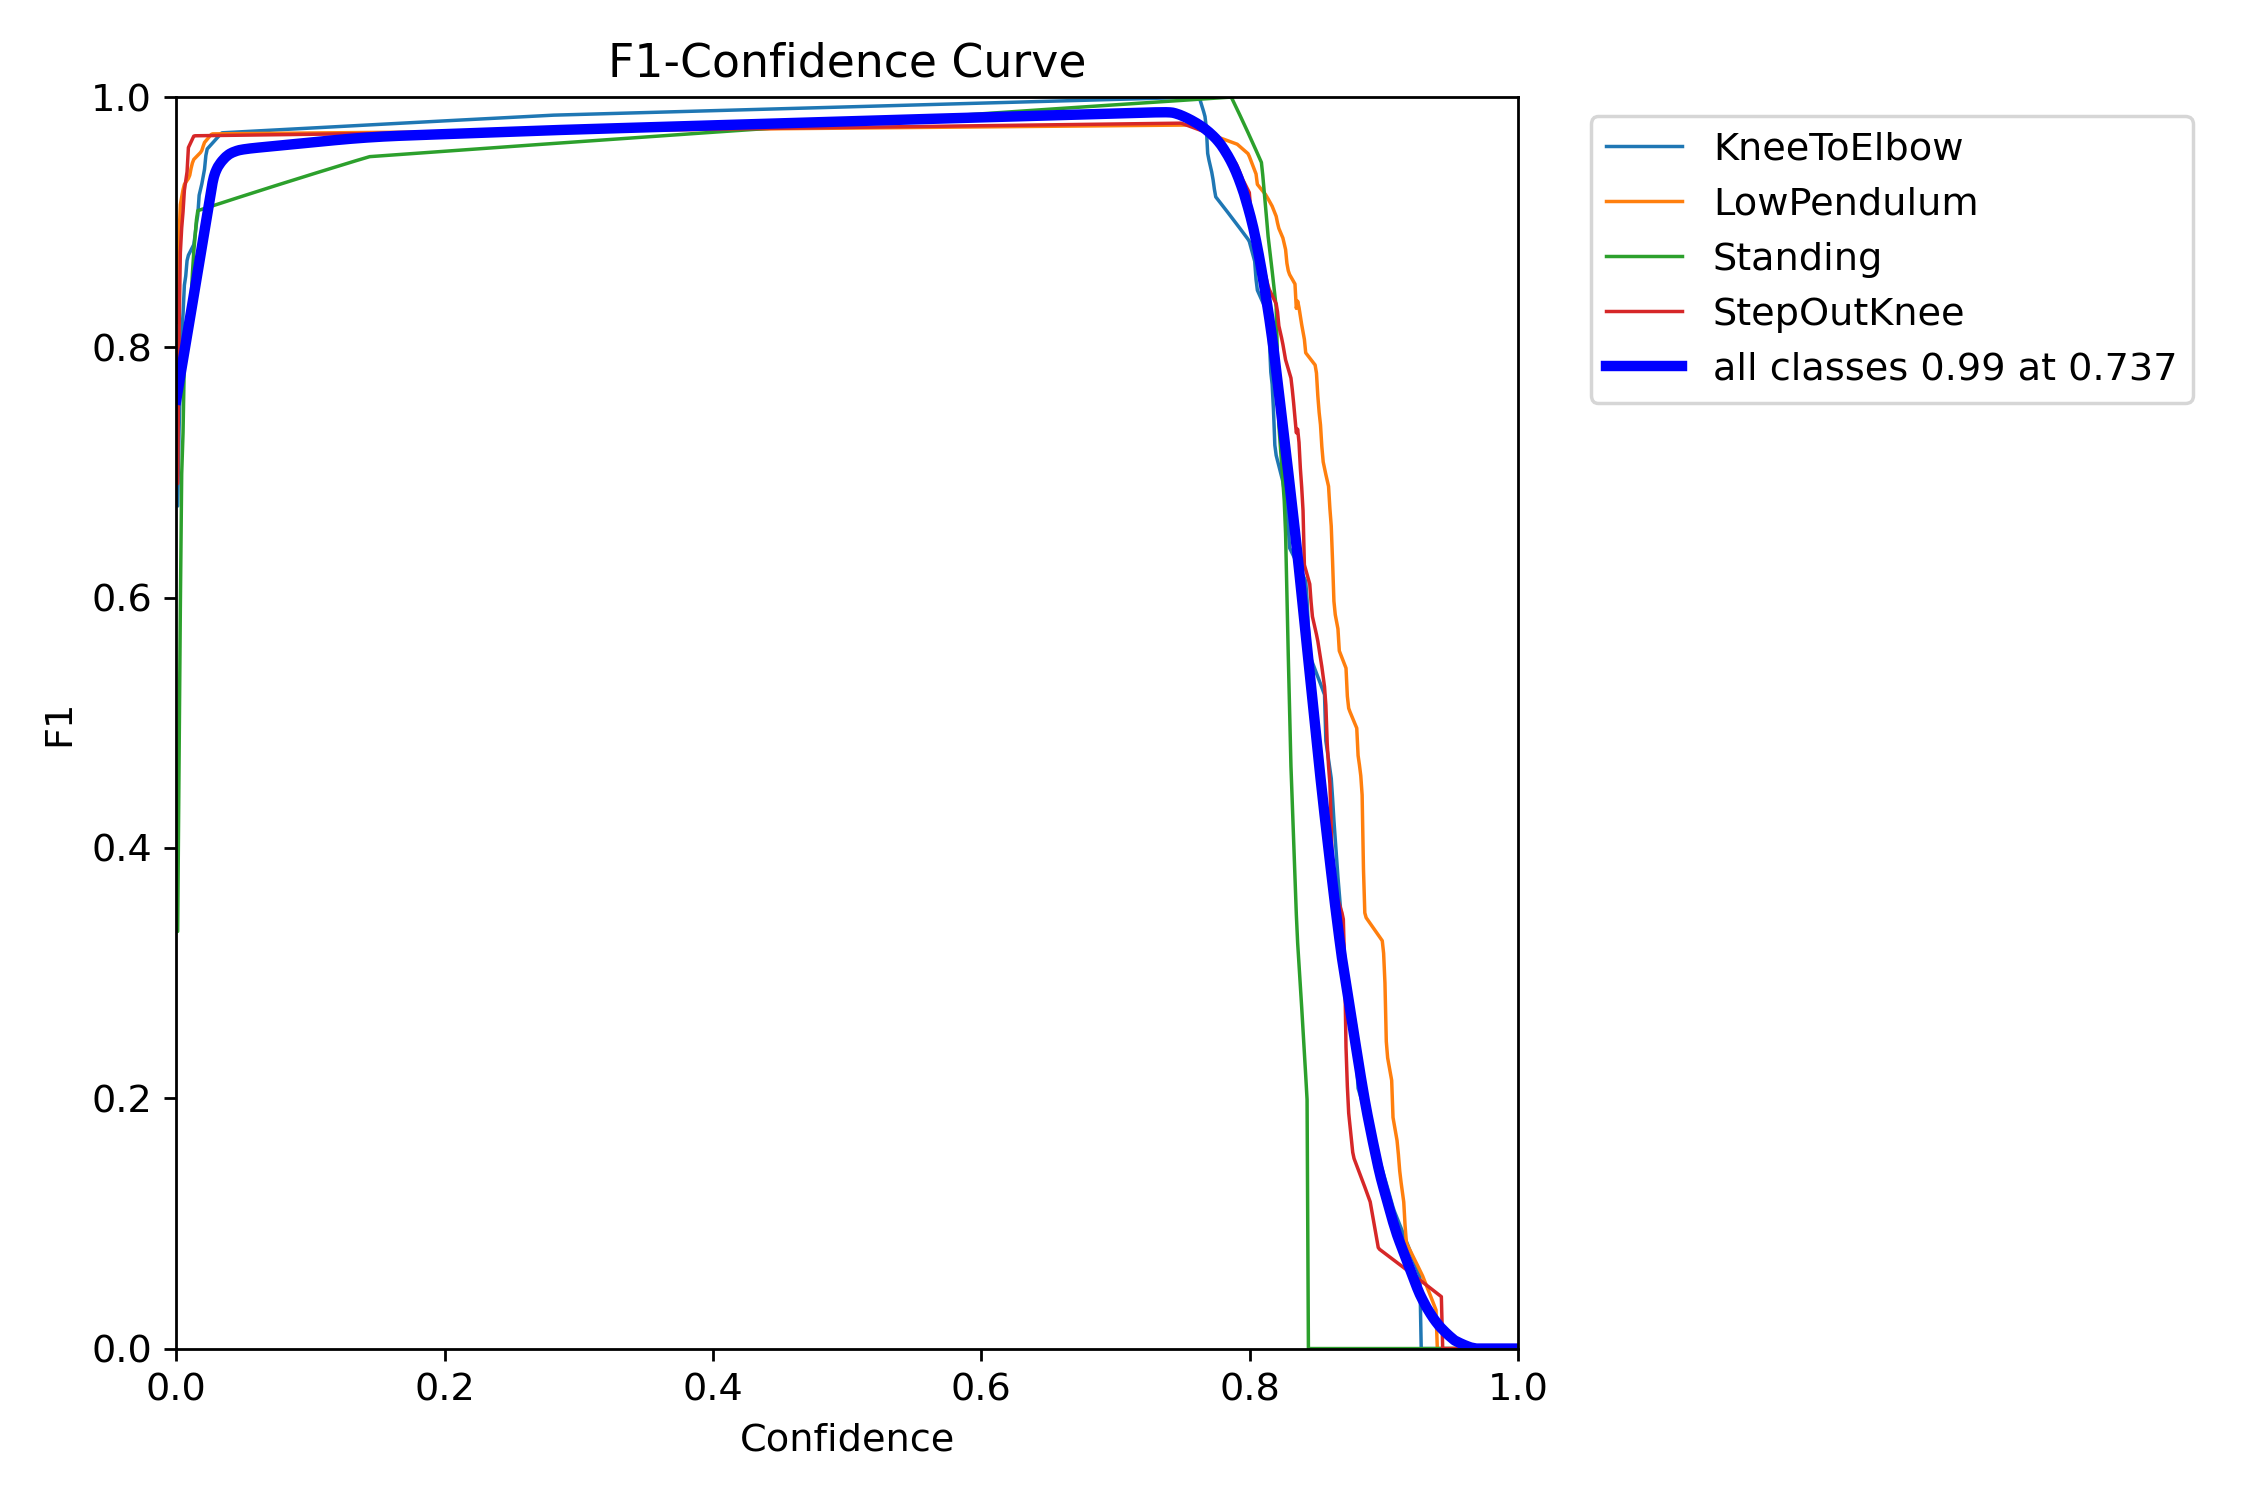 F1-Confidence Curve
1.0
0.8
0.6
0.4
0.2
0.0
F1
0.0 0.2 0.4 0.6 0.8 1.0
Confidence
KneeToElbow
LowPendulum
Standing
StepOutKnee
all classes 0.99 at 0.737